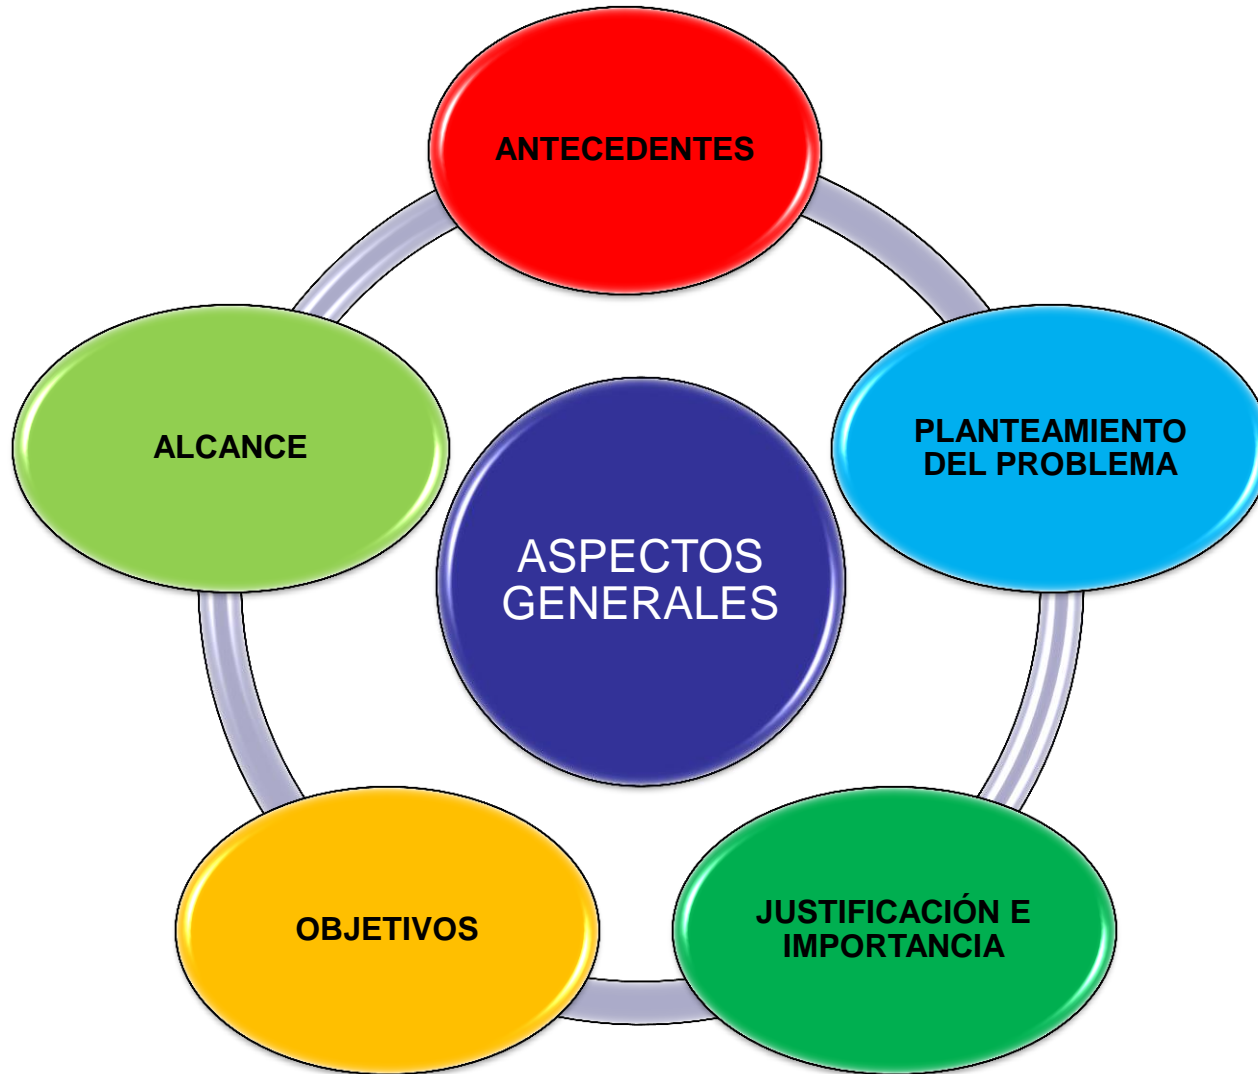 ANTECEDENTES
PLANTEAMIENTO
DEL PROBLEMA
JUSTIFICACIÓN E
IMPORTANCIA
OBJETIVOS
ALCANCE
ASPECTOS
GENERALES